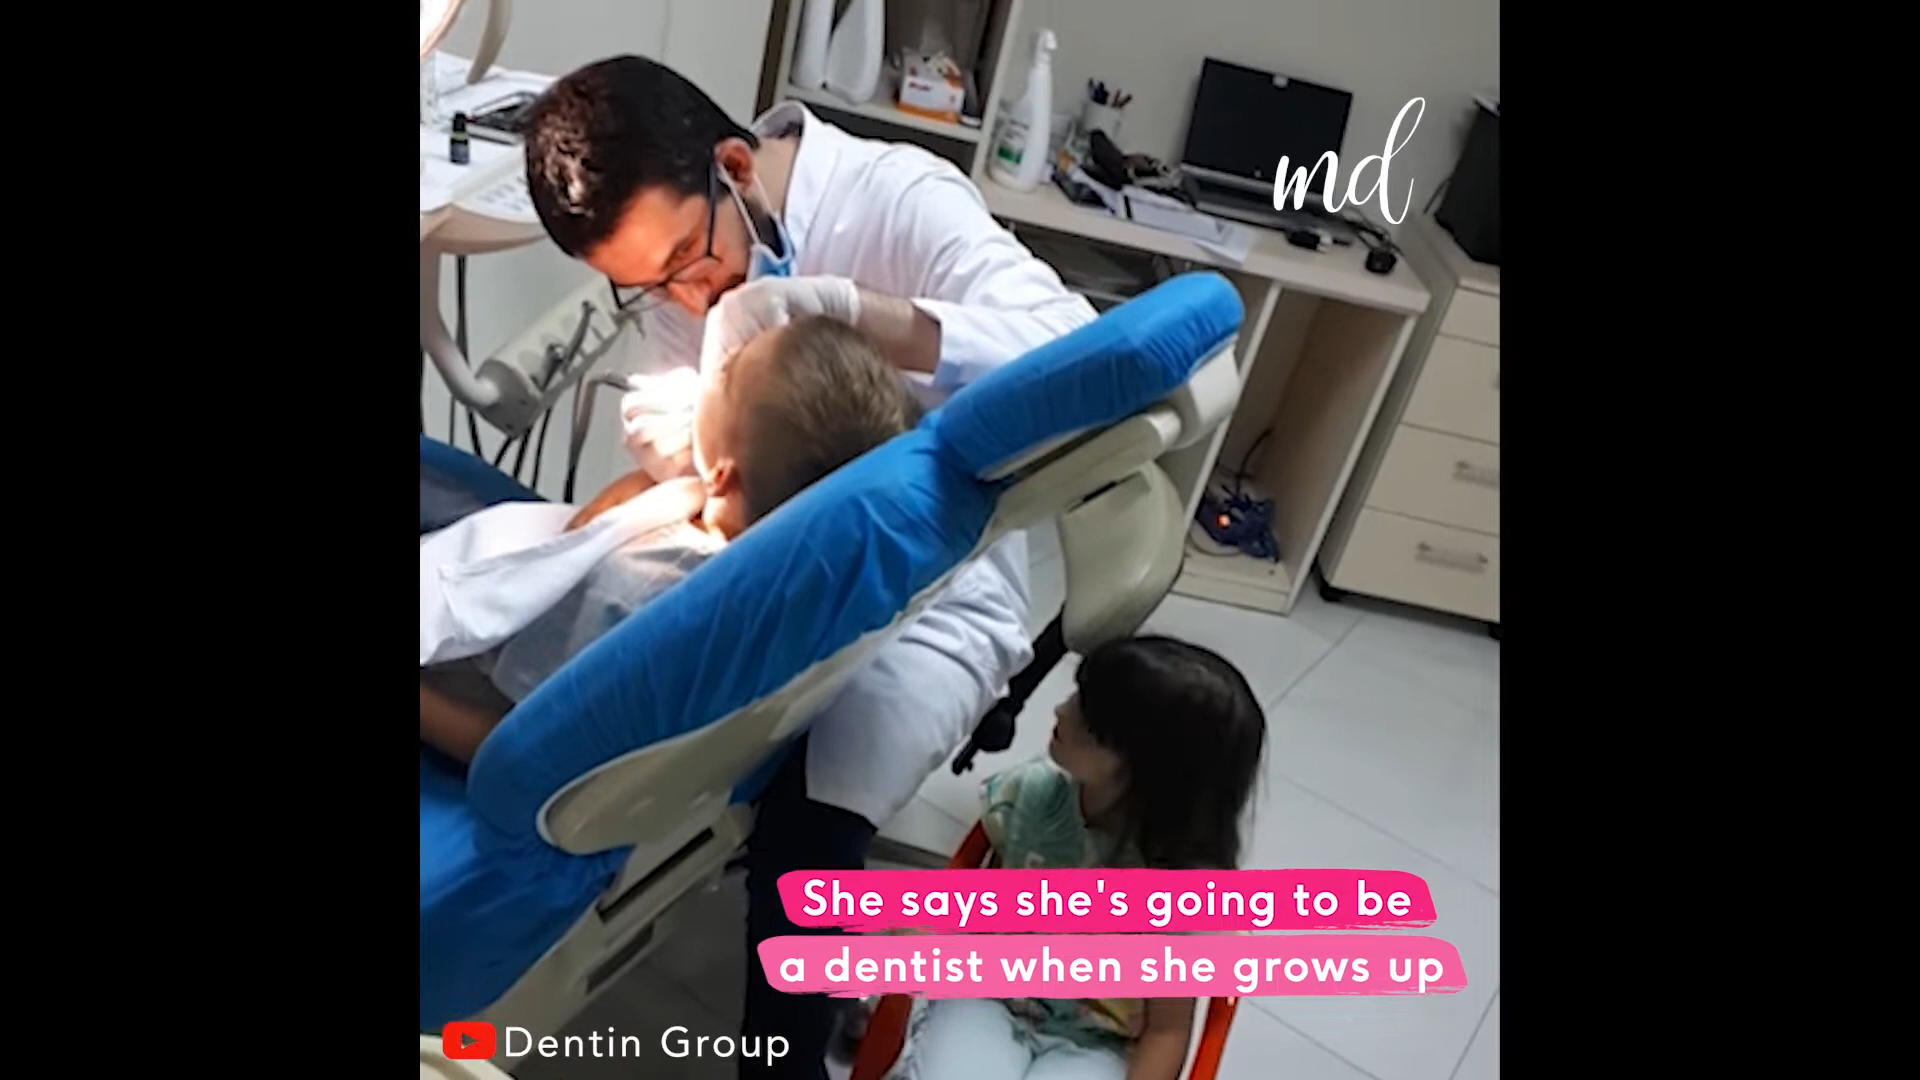 md
She says she's going to be
a dentist when she grows up
Dentin Group